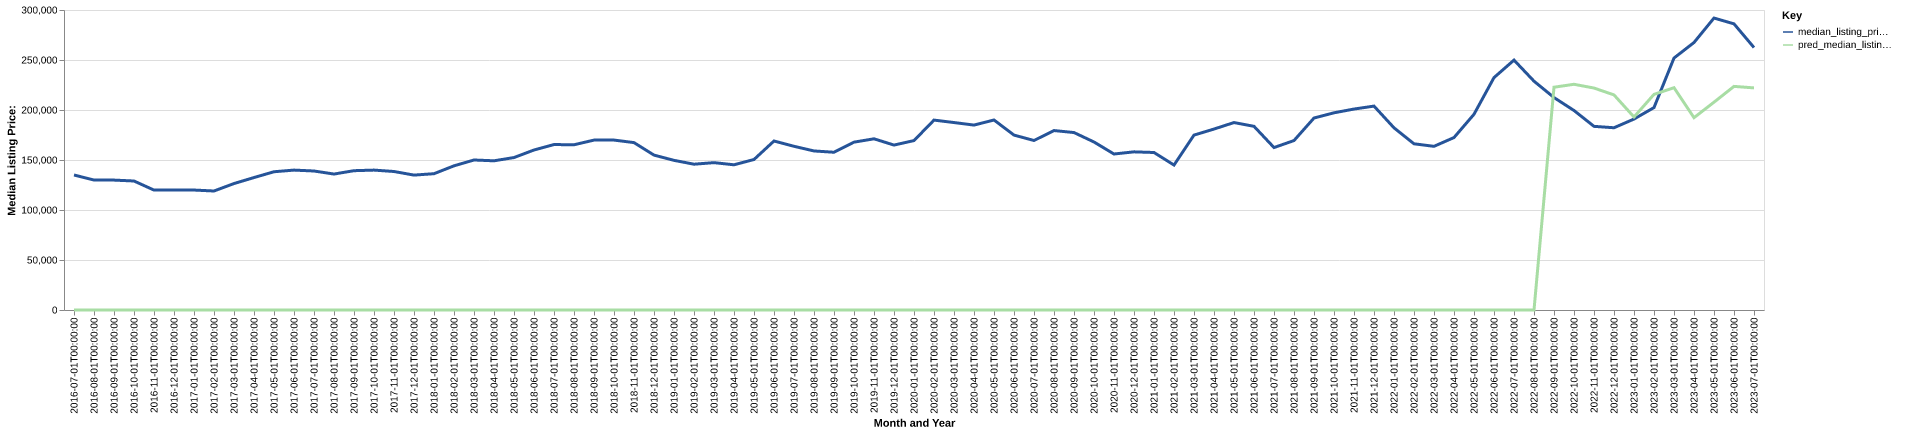 300,000
250,000
200,000
150,000
100,000
50,000
0
Median Listing Price:
2016-07-01T00:00:00
2016-08-01T00:00:00
2016-09-01T00:00:00
2016-10-01T00:00:00
2016-11-01T00:00:00
2016-12-01T00:00:00
2017-01-01T00:00:00
2017-02-01T00:00:00
2017-03-01T00:00:00
2017-04-01T00:00:00
2017-05-01T00:00:00
2017-06-01T00:00:00
2017-07-01T00:00:00
2017-08-01T00:00:00
2017-09-01T00:00:00
2017-10-01T00:00:00
2017-11-01T00:00:00
2017-12-01T00:00:00
2018-01-01T00:00:00
2018-02-01T00:00:00
2018-03-01T00:00:00
2018-04-01T00:00:00
2018-05-01T00:00:00
2018-06-01T00:00:00
2018-07-01T00:00:00
2018-08-01T00:00:00
2018-09-01T00:00:00
2018-10-01T00:00:00
2018-11-01T00:00:00
2018-12-01T00:00:00
2019-01-01T00:00:00
2019-02-01T00:00:00
2019-03-01T00:00:00
2019-04-01T00:00:00
2019-05-01T00:00:00
2019-06-01T00:00:00
2019-07-01T00:00:00
2019-08-01T00:00:00
2019-09-01T00:00:00
2019-10-01T00:00:00
2019-11-01T00:00:00
2019-12-01T00:00:00
2020-01-01T00:00:00
2020-02-01T00:00:00
2020-03-01T00:00:00
2020-04-01T00:00:00
2020-05-01T00:00:00
2020-06-01T00:00:00
2020-07-01T00:00:00
2020-08-01T00:00:00
2020-09-01T00:00:00
2020-10-01T00:00:00
2020-11-01T00:00:00
2020-12-01T00:00:00
2021-01-01T00:00:00
2021-02-01T00:00:00
2021-03-01T00:00:00
2021-04-01T00:00:00
2021-05-01T00:00:00
2021-06-01T00:00:00
2021-07-01T00:00:00
2021-08-01T00:00:00
2021-09-01T00:00:00
2021-10-01T00:00:00
2021-11-01T00:00:00
2021-12-01T00:00:00
2022-01-01T00:00:00
2022-02-01T00:00:00
2022-03-01T00:00:00
2022-04-01T00:00:00
2022-05-01T00:00:00
2022-06-01T00:00:00
2022-07-01T00:00:00
2022-08-01T00:00:00
2022-09-01T00:00:00
2022-10-01T00:00:00
2022-11-01T00:00:00
2022-12-01T00:00:00
2023-01-01T00:00:00
2023-02-01T00:00:00
2023-03-01T00:00:00
2023-04-01T00:00:00
2023-05-01T00:00:00
2023-06-01T00:00:00
2023-07-01T00:00:00
Month and Year
Key
median_listing_pri…
pred_median_listin…